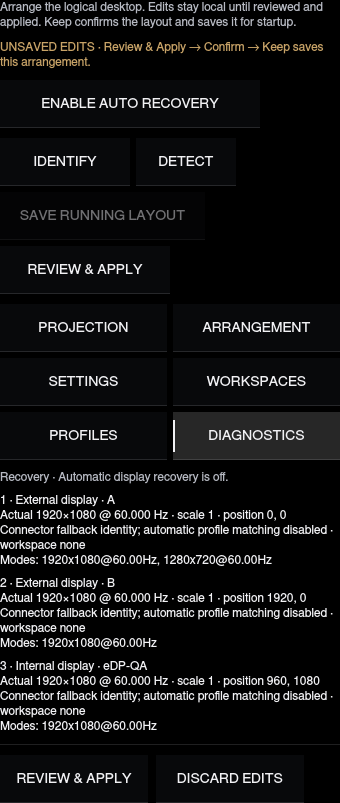 Arrange the logical desktop. Edits stay local until reviewed and
applied. Keep confirms the layout and saves it for startup.
UNSAVED EDITS · Review & Apply → Confirm → Keep saves
this arrangement.
ENABLE AUTO RECOVERY
IDENTIFY DETECT
SAVE RUNNING LAYOUT
REVIEW & APPLY
PROJECTION ARRANGEMENT
SETTINGS WORKSPACES
PROFILES DIAGNOSTICS
Recovery · Automatic display recovery is off.
1 · External display · A
Actual 1920×1080 @ 60.000 Hz · scale 1 · position 0, 0
Connector fallback identity; automatic profile matching disabled ·
workspace none
Modes: 1920x1080@60.00Hz, 1280x720@60.00Hz
2 · External display · B
Actual 1920×1080 @ 60.000 Hz · scale 1 · position 1920, 0
Connector fallback identity; automatic profile matching disabled ·
workspace none
Modes: 1920x1080@60.00Hz
3 · Internal display · eDP-QA
Actual 1920×1080 @ 60.000 Hz · scale 1 · position 960, 1080
Connector fallback identity; automatic profile matching disabled ·
workspace none
Modes: 1920x1080@60.00Hz
REVIEW & APPLY DISCARD EDITS